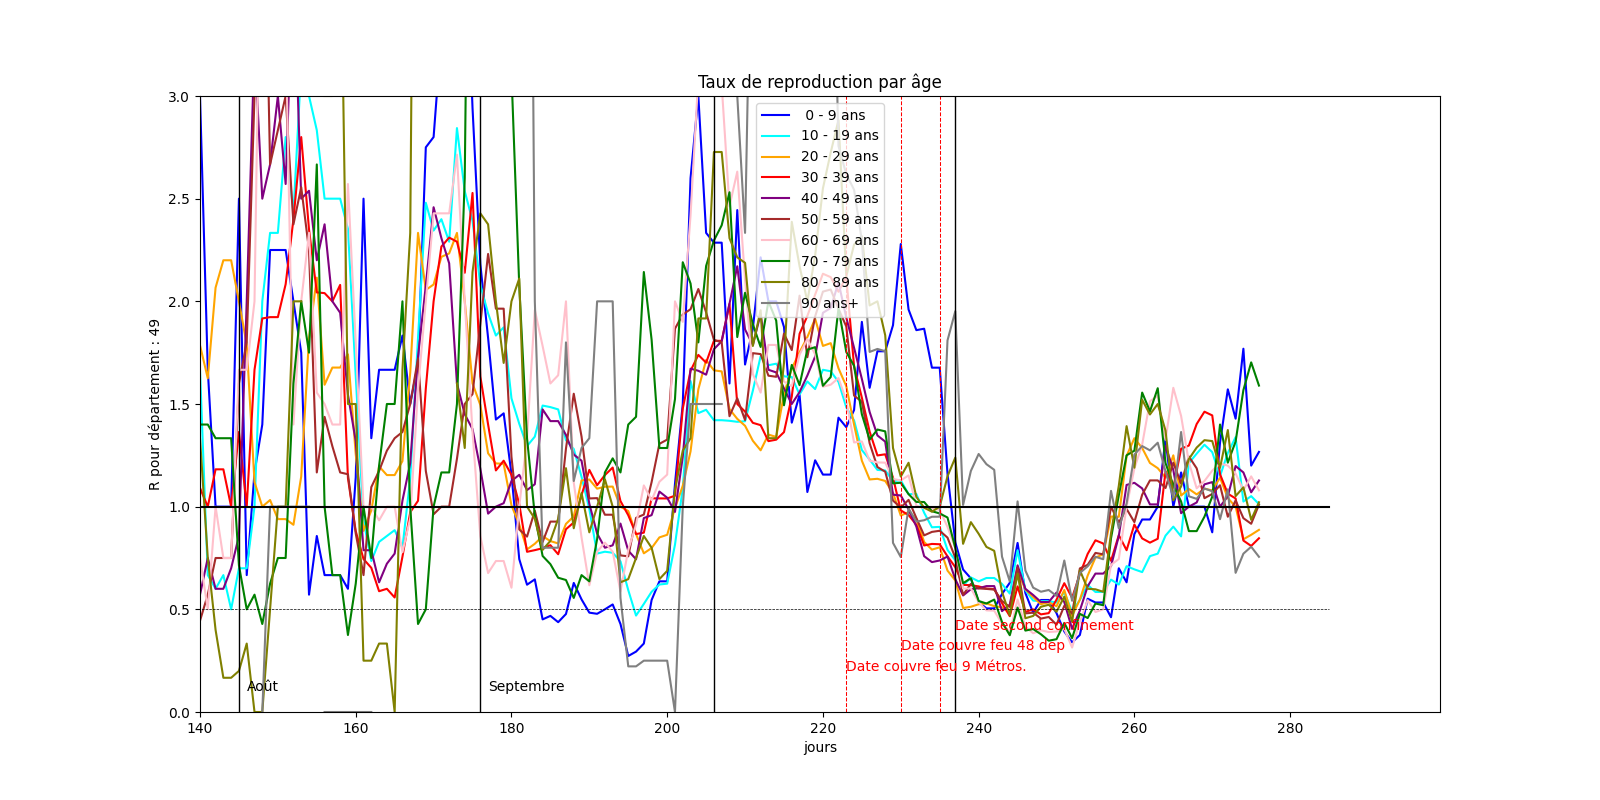 Taux de reproduction par âge
R pour département : 49
3.0
2.5
2.0
1.5
1.0
0.5
0.0
0 - 9 ans
10 - 19 ans
20 - 29 ans
30 - 39 ans
40 - 49 ans
50 - 59 ans
60 - 69 ans
70 - 79 ans
80 - 89 ans
90 ans+
Date second confinement
Date couvre feu 48 dep
Date couvre feu 9 Métros.
Août
Septembre
140 160 180 200 220 240 260 280
jours